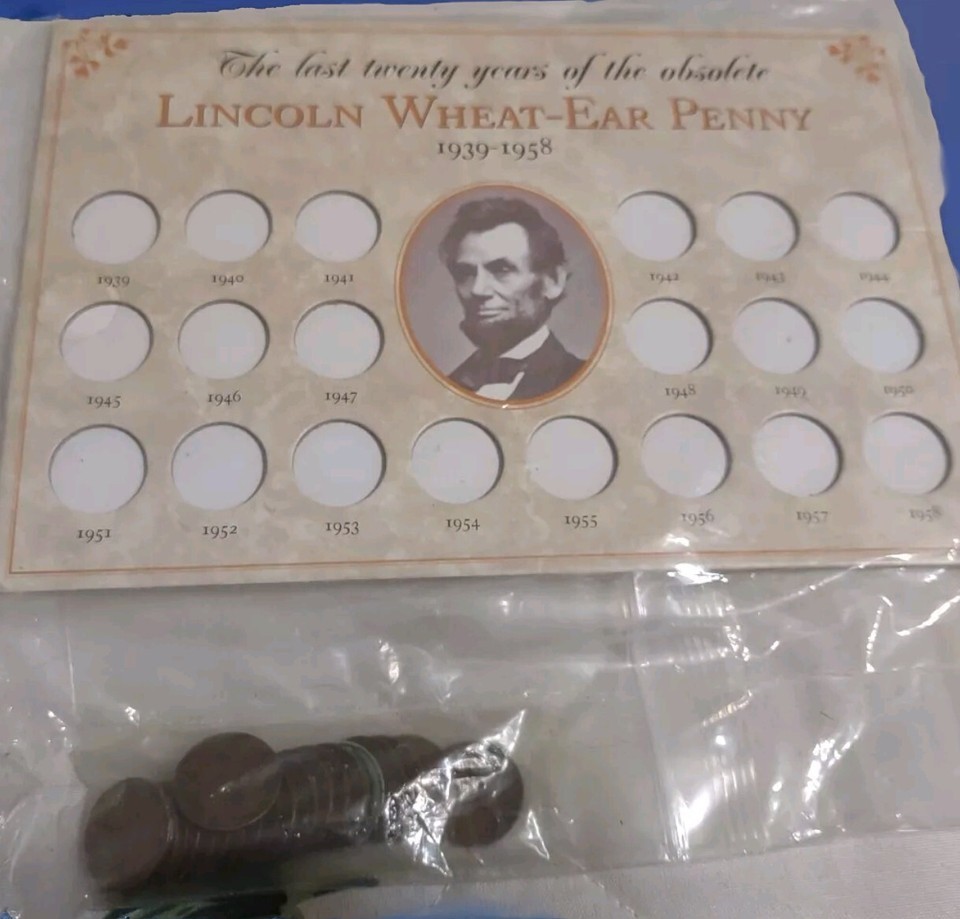 The last twenty years of the obsolete
LINCOLN WHEAT-EAR PENNY
1939-1958
1939 1940 1941 1942 1943 1944
1945 1946 1947 1948 1949 1950
1951 1952 1953 1954 1955 1956 1957 1958